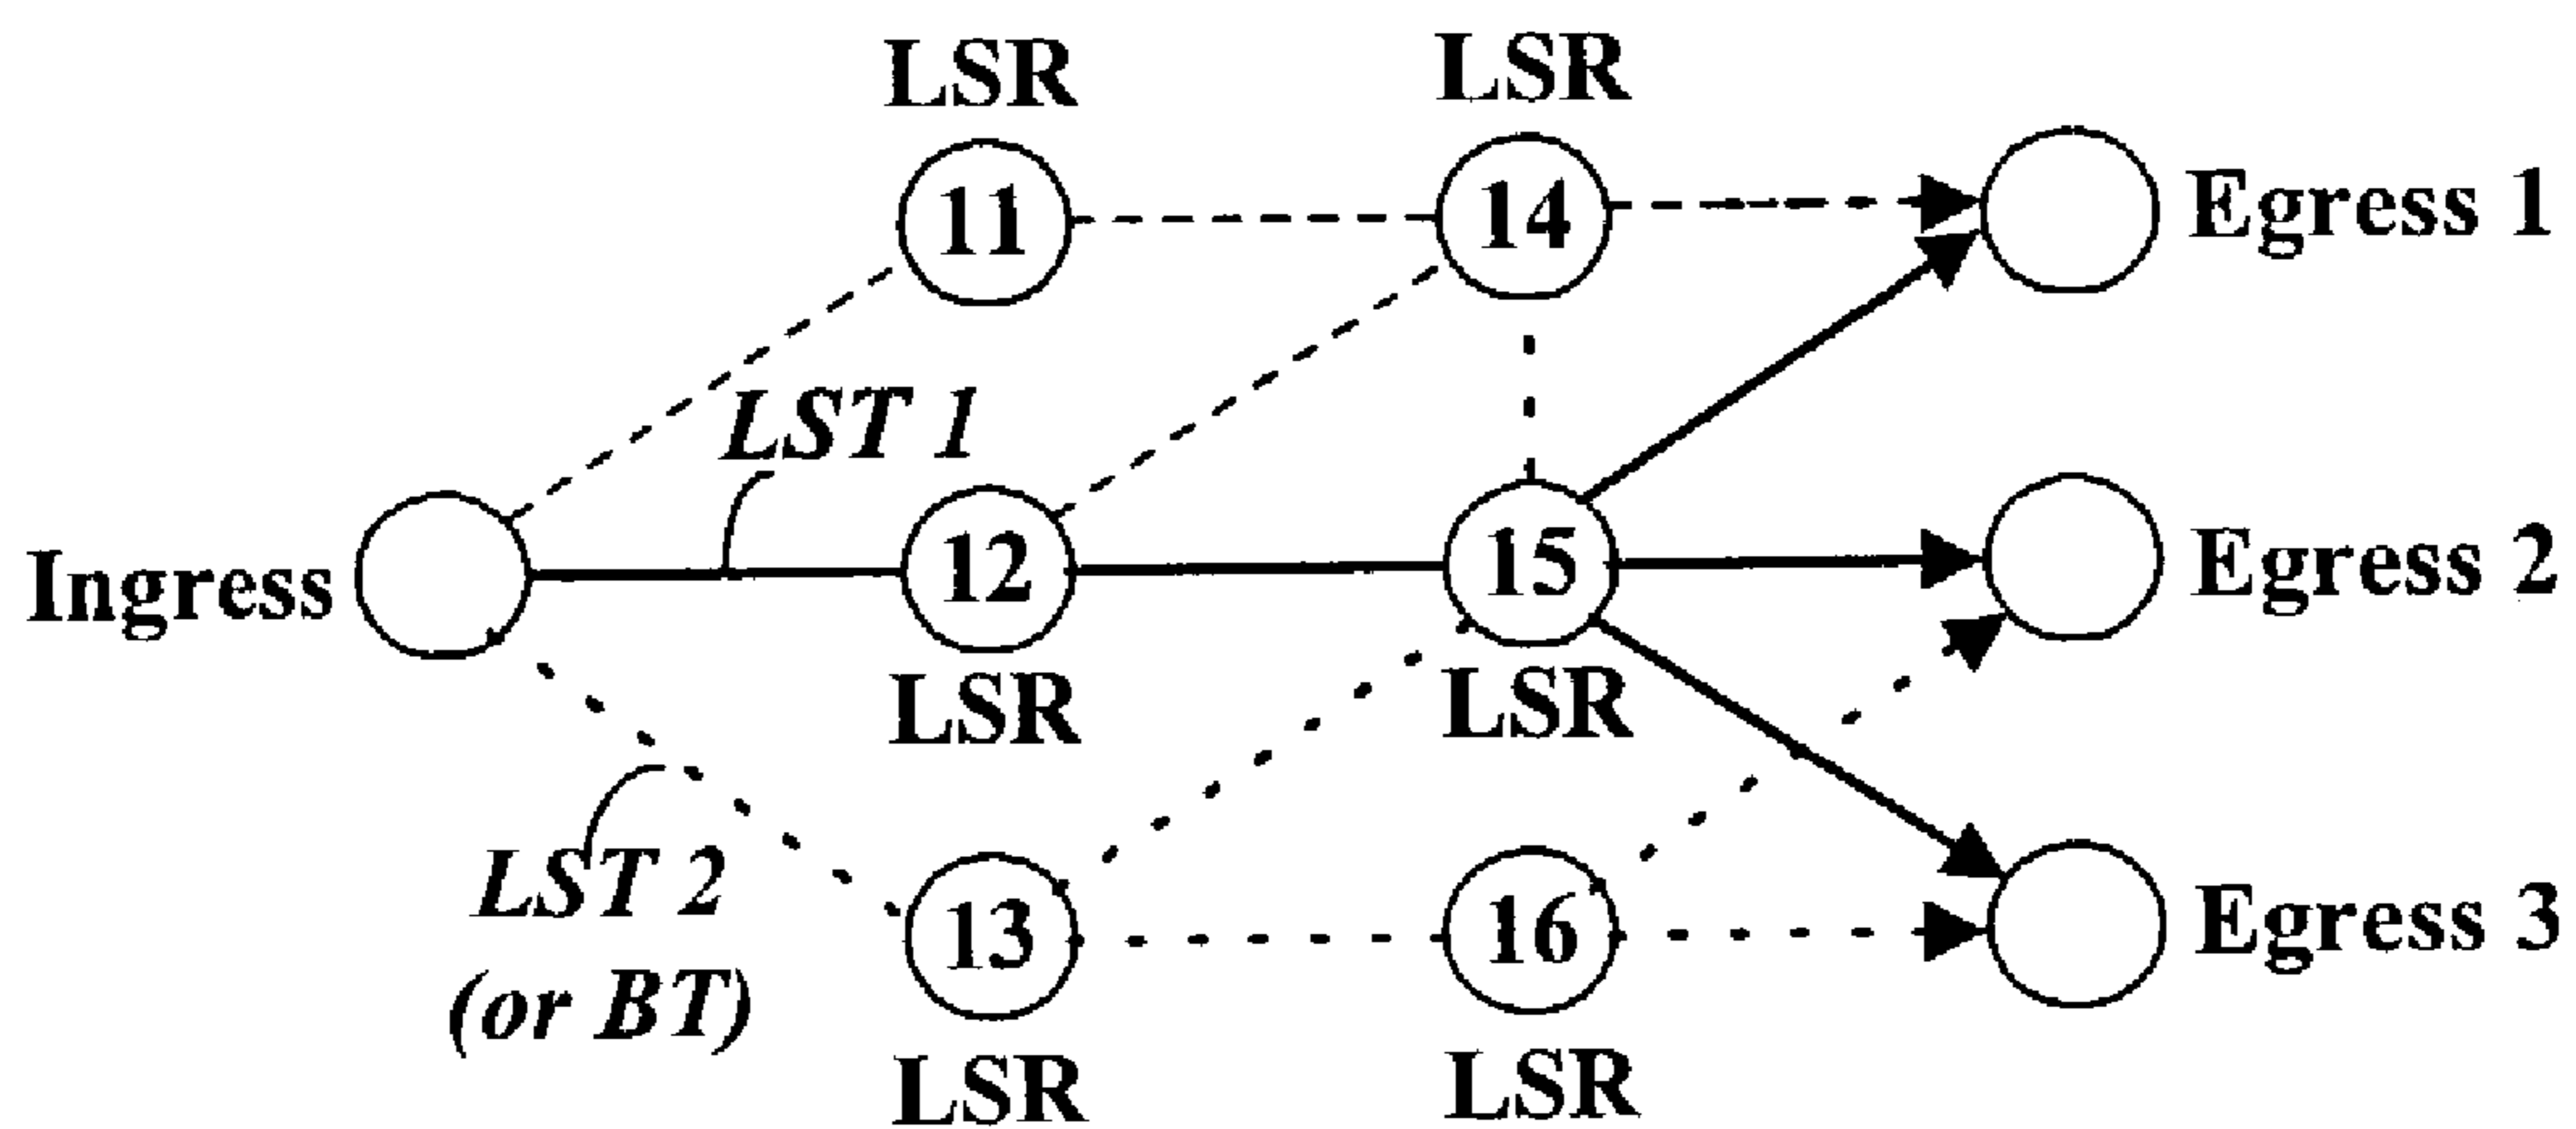 LSR
LSR
11
14
Egress 1
LST 1
Ingress
12
15
Egress 2
LSR
LSR
LST 2
(or BT)
13
16
Egress 3
LSR
LSR